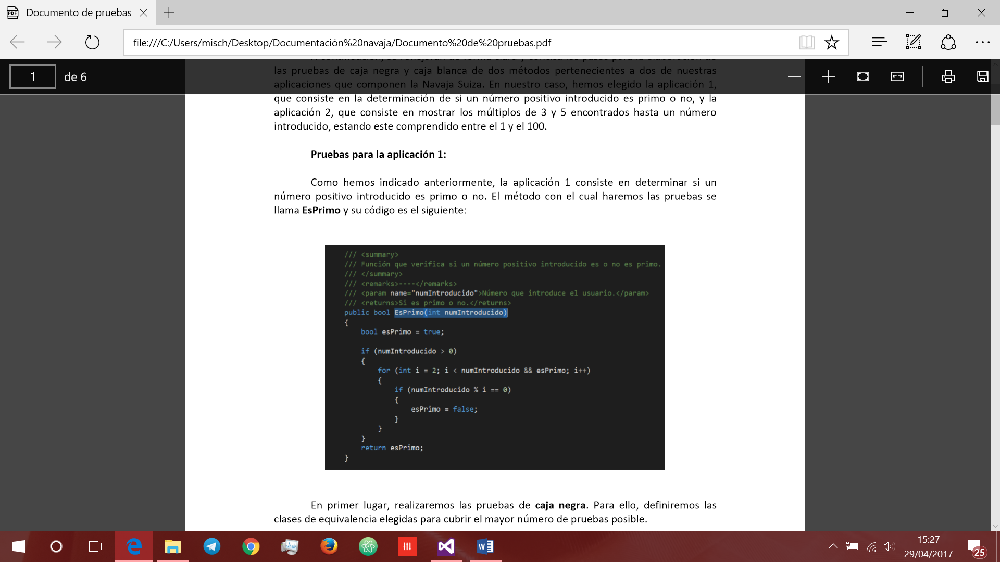 Documento de pruebas
file:///C:/Users/misch/Desktop/Documentación%20navaja/Documento%20de%20pruebas.pdf
1 de 6
las pruebas de caja negra y caja blanca de dos métodos pertenecientes a dos de nuestras
aplicaciones que componen la Navaja Suiza. En nuestro caso, hemos elegido la aplicación 1,
que consiste en la determinación de si un número positivo introducido es primo o no, y la
aplicación 2, que consiste en mostrar los múltiplos de 3 y 5 encontrados hasta un número
introducido, estando este comprendido entre el 1 y el 100.
Pruebas para la aplicación 1:
Como hemos indicado anteriormente, la aplicación 1 consiste en determinar si un
número positivo introducido es primo o no. El método con el cual haremos las pruebas se
llama EsPrimo y su código es el siguiente:
/// <summary>
/// Función que verifica si un número positivo introducido es o no es primo.
/// </summary>
/// <remarks>----</remarks>
/// <param name="numIntroducido">Número que introduce el usuario.</param>
/// <returns>Si es primo o no.</returns>
public bool EsPrimo(int numIntroducido)
{
bool esPrimo = true;
if (numIntroducido > 0)
{
for (int i = 2; i < numIntroducido && esPrimo; i++)
{
if (numIntroducido % i == 0)
{
esPrimo = false;
}
}
}
return esPrimo;
}
En primer lugar, realizaremos las pruebas de caja negra. Para ello, definiremos las
clases de equivalencia elegidas para cubrir el mayor número de pruebas posible.
15:27
29/04/2017
25